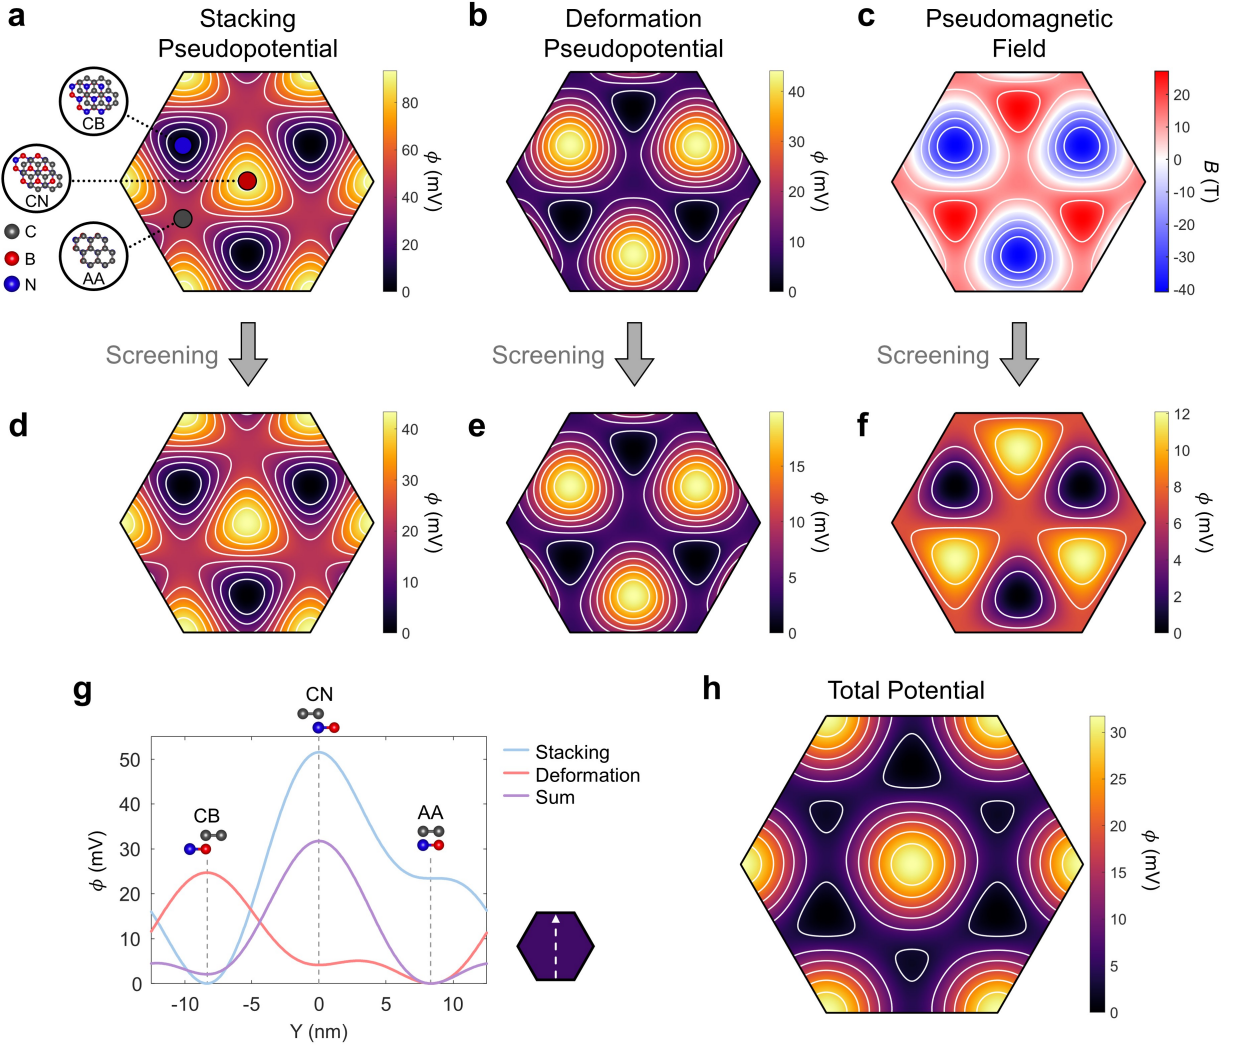 a
Stacking
Pseudopotential
b
Deformation
Pseudopotential
c
Pseudomagnetic
Field
CB
CN
AA
C
B
N
80
60
40
20
0
ϕ (mV)
40
30
20
10
0
ϕ (mV)
20
10
0
-10
-20
-30
-40
B (T)
Screening
Screening
Screening
d
40
30
20
10
0
ϕ (mV)
e
15
10
5
0
ϕ (mV)
f
12
10
8
6
4
2
0
ϕ (mV)
g
CN
CB
AA
50
40
30
20
10
0
ϕ (mV)
-10
-5
0
5
10
Y (nm)
Stacking
Deformation
Sum
h
Total Potential
30
25
20
15
10
5
0
ϕ (mV)